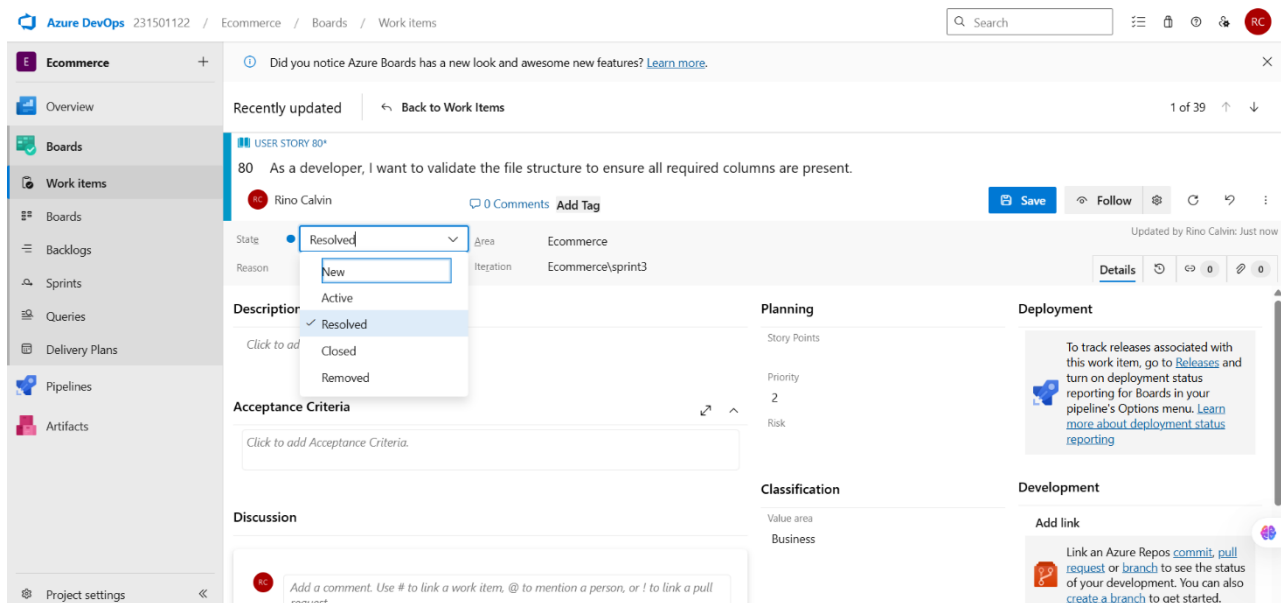 Azure DevOps 231501122 / Ecommerce / Boards / Work items
Search
RC
E Ecommerce
Overview
Boards
Work items
Boards
Backlogs
Sprints
Queries
Delivery Plans
Pipelines
Artifacts
Project settings
Did you notice Azure Boards has a new look and awesome new features? Learn more.
Recently updated
Back to Work Items
1 of 39
USER STORY 80*
80 As a developer, I want to validate the file structure to ensure all required columns are present.
RC Rino Calvin
0 Comments
Add Tag
Save
Follow
State
Resolved
Area
Ecommerce
Updated by Rino Calvin: Just now
Reason
Iteration
Ecommerce\sprint3
New
Active
Resolved
Closed
Removed
Details
0
0
Description
Click to ad
Acceptance Criteria
Click to add Acceptance Criteria.
Discussion
RC
Add a comment. Use # to link a work item, @ to mention a person, or ! to link a pull
request.
Planning
Story Points
Priority
2
Risk
Classification
Value area
Business
Deployment
To track releases associated with
this work item, go to Releases and
turn on deployment status
reporting for Boards in your
pipeline's Options menu. Learn
more about deployment status
reporting
Development
Add link
Link an Azure Repos commit, pull
request or branch to see the status
of your development. You can also
create a branch to get started.